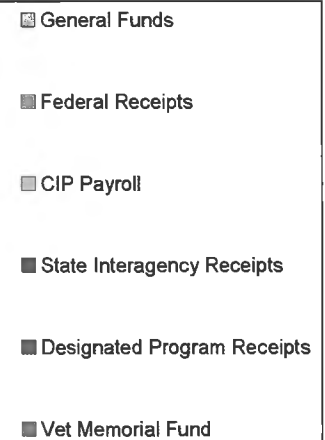 General Funds
Federal Receipts
CIP Payroll
State Interagency Receipts
Designated Program Receipts
Vet Memorial Fund